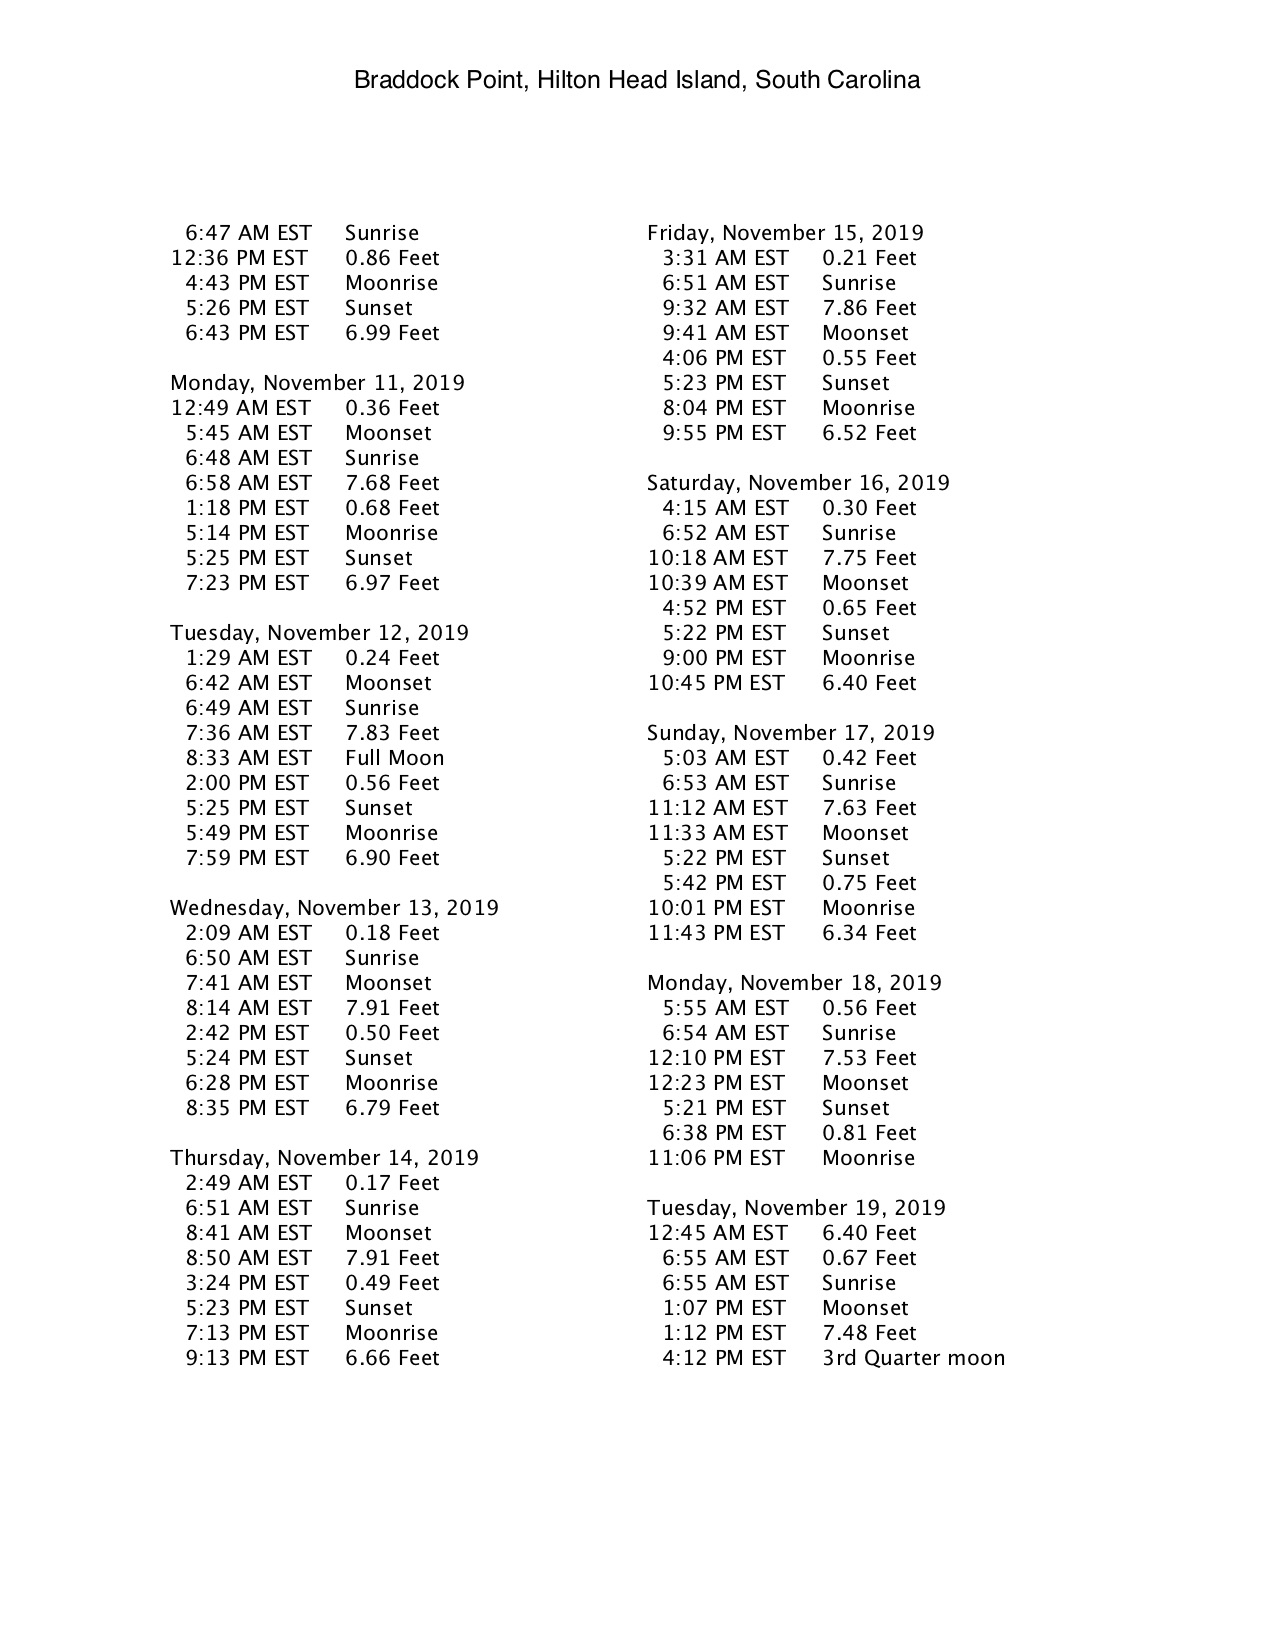 Braddock Point, Hilton Head Island, South Carolina
6:47 AM EST Sunrise
12:36 PM EST 0.86 Feet
4:43 PM EST Moonrise
5:26 PM EST Sunset
6:43 PM EST 6.99 Feet
Monday, November 11, 2019
12:49 AM EST 0.36 Feet
5:45 AM EST Moonset
6:48 AM EST Sunrise
6:58 AM EST 7.68 Feet
1:18 PM EST 0.68 Feet
5:14 PM EST Moonrise
5:25 PM EST Sunset
7:23 PM EST 6.97 Feet
Tuesday, November 12, 2019
1:29 AM EST 0.24 Feet
6:42 AM EST Moonset
6:49 AM EST Sunrise
7:36 AM EST 7.83 Feet
8:33 AM EST Full Moon
2:00 PM EST 0.56 Feet
5:25 PM EST Sunset
5:49 PM EST Moonrise
7:59 PM EST 6.90 Feet
Wednesday, November 13, 2019
2:09 AM EST 0.18 Feet
6:50 AM EST Sunrise
7:41 AM EST Moonset
8:14 AM EST 7.91 Feet
2:42 PM EST 0.50 Feet
5:24 PM EST Sunset
6:28 PM EST Moonrise
8:35 PM EST 6.79 Feet
Thursday, November 14, 2019
2:49 AM EST 0.17 Feet
6:51 AM EST Sunrise
8:41 AM EST Moonset
8:50 AM EST 7.91 Feet
3:24 PM EST 0.49 Feet
5:23 PM EST Sunset
7:13 PM EST Moonrise
9:13 PM EST 6.66 Feet
Friday, November 15, 2019
3:31 AM EST 0.21 Feet
6:51 AM EST Sunrise
9:32 AM EST 7.86 Feet
9:41 AM EST Moonset
4:06 PM EST 0.55 Feet
5:23 PM EST Sunset
8:04 PM EST Moonrise
9:55 PM EST 6.52 Feet
Saturday, November 16, 2019
4:15 AM EST 0.30 Feet
6:52 AM EST Sunrise
10:18 AM EST 7.75 Feet
10:39 AM EST Moonset
4:52 PM EST 0.65 Feet
5:22 PM EST Sunset
9:00 PM EST Moonrise
10:45 PM EST 6.40 Feet
Sunday, November 17, 2019
5:03 AM EST 0.42 Feet
6:53 AM EST Sunrise
11:12 AM EST 7.63 Feet
11:33 AM EST Moonset
5:22 PM EST Sunset
5:42 PM EST 0.75 Feet
10:01 PM EST Moonrise
11:43 PM EST 6.34 Feet
Monday, November 18, 2019
5:55 AM EST 0.56 Feet
6:54 AM EST Sunrise
12:10 PM EST 7.53 Feet
12:23 PM EST Moonset
5:21 PM EST Sunset
6:38 PM EST 0.81 Feet
11:06 PM EST Moonrise
Tuesday, November 19, 2019
12:45 AM EST 6.40 Feet
6:55 AM EST 0.67 Feet
6:55 AM EST Sunrise
1:07 PM EST Moonset
1:12 PM EST 7.48 Feet
4:12 PM EST 3rd Quarter moon